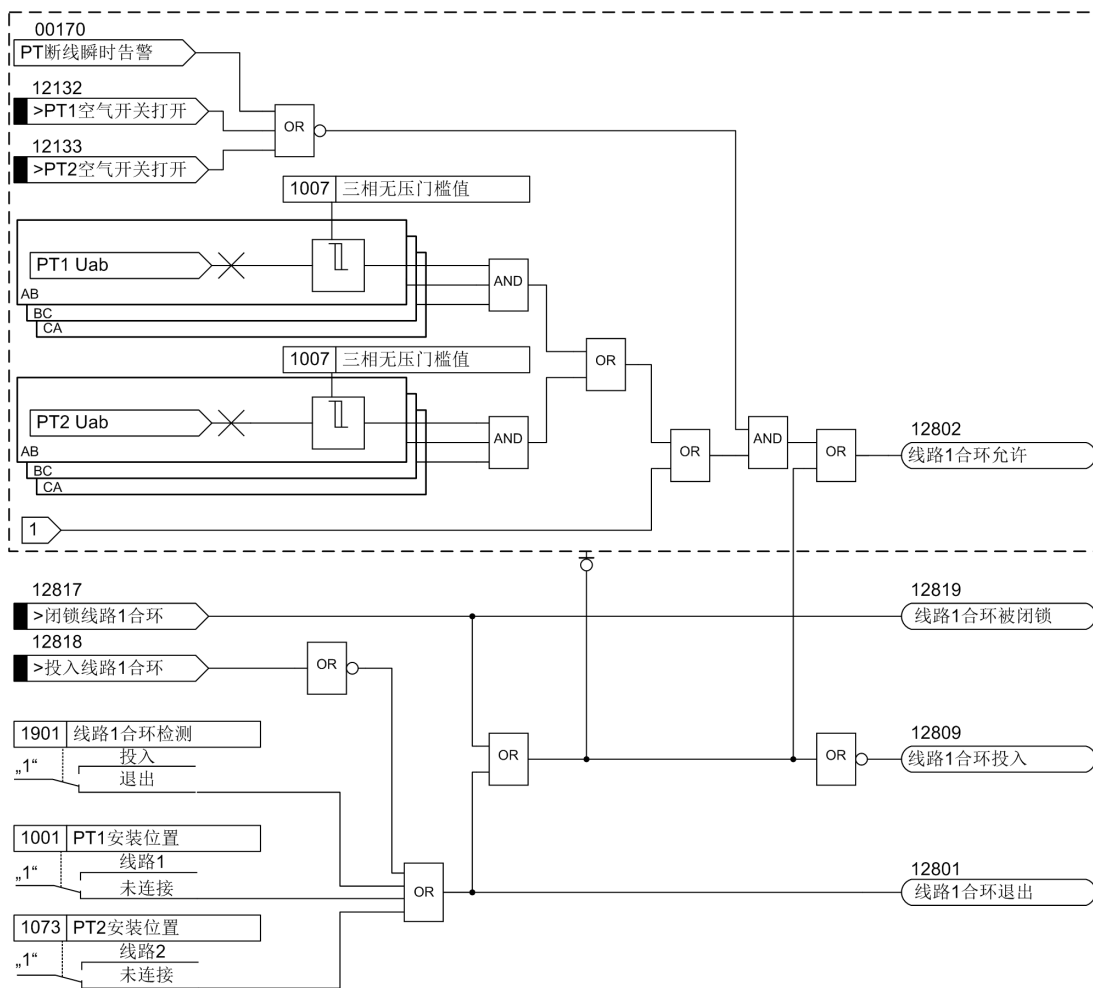 00170
PT断线瞬时告警
12132
>PT1空气开关打开
OR
12133
>PT2空气开关打开
1007 三相无压门槛值
PT1 Uab
AND
AB
BC
CA
1007 三相无压门槛值
OR
PT2 Uab
AND
AB
BC
CA
OR
AND
OR
12802
线路1合环允许
1
12817
>闭锁线路1合环
12819
线路1合环被闭锁
12818
>投入线路1合环
OR
1901 线路1合环检测
„1“
投入
退出
OR
OR
12809
线路1合环投入
1001 PT1安装位置
„1“
线路1
未连接
OR
12801
线路1合环退出
1073 PT2安装位置
„1“
线路2
未连接